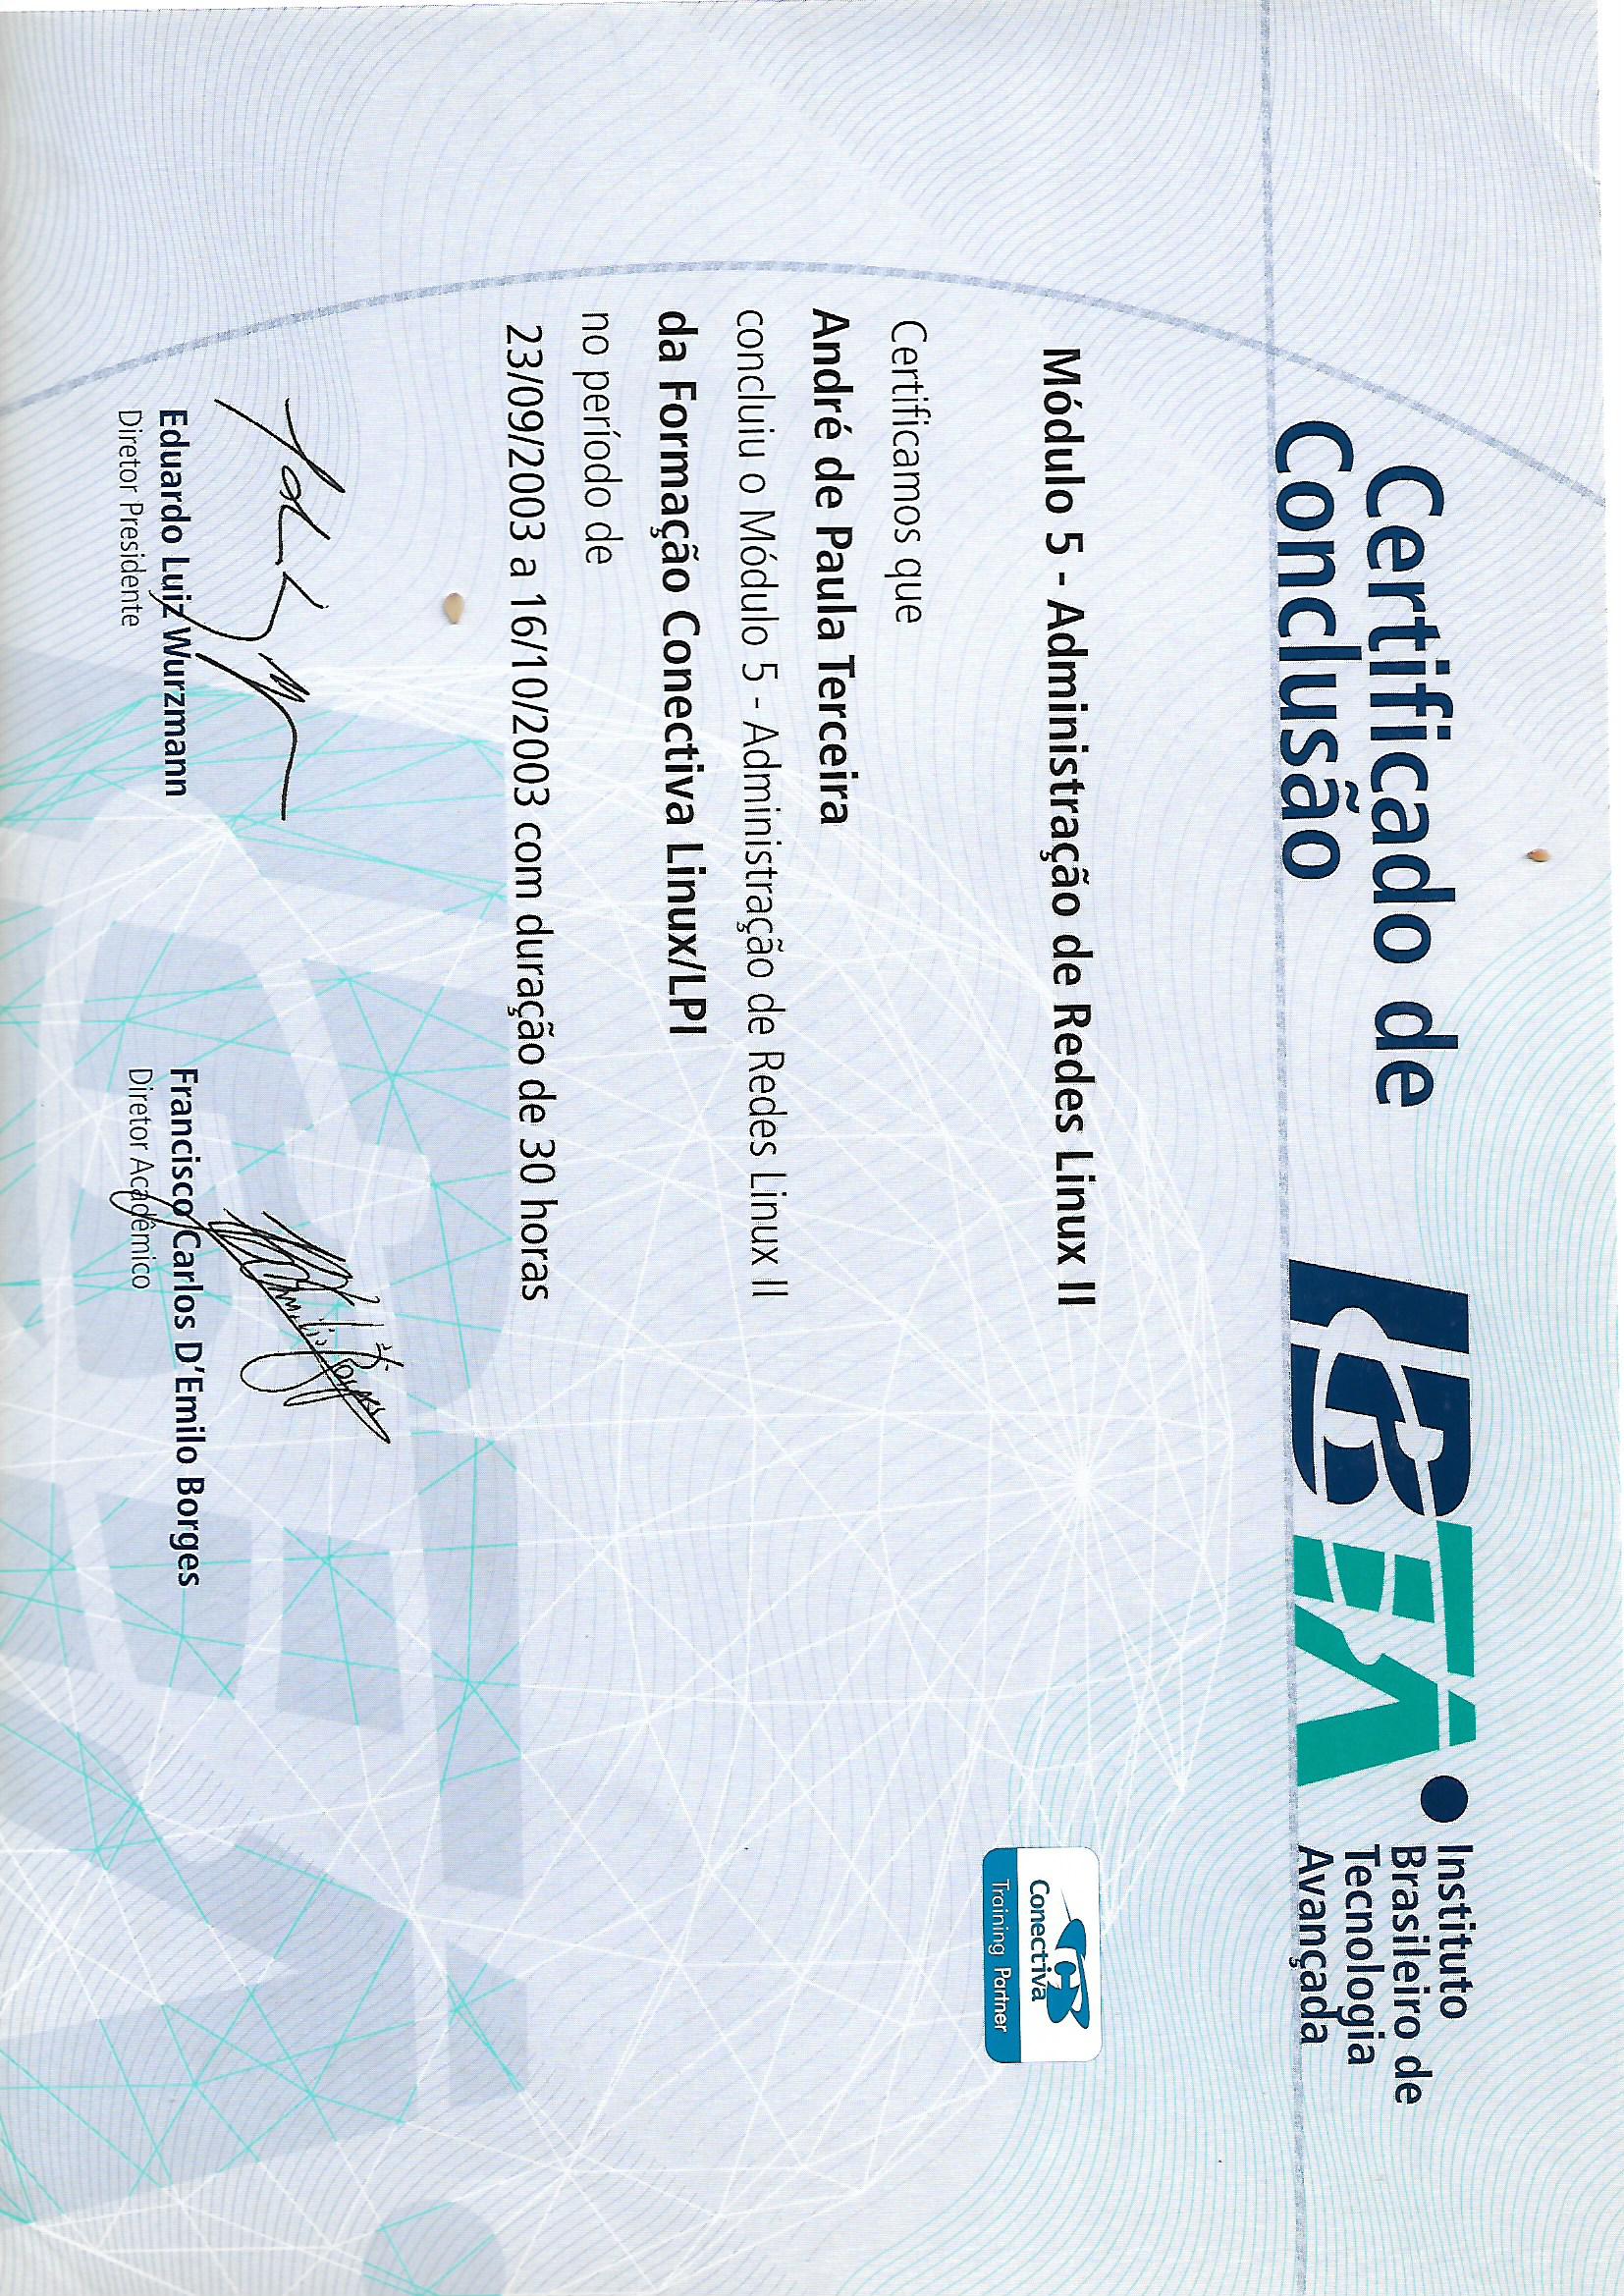 Certificado de
Conclusão
IBTA
Instituto
Brasileiro de
Tecnologia
Avançada
Conectiva
Training Partner
Módulo 5 - Administração de Redes Linux II
Certificamos que
André de Paula Terceira
concluiu o Módulo 5 - Administração de Redes Linux II
da Formação Conectiva Linux/LPI
no período de
23/09/2003 a 16/10/2003 com duração de 30 horas
Eduardo Luiz Wurzmann
Diretor Presidente
Francisco Carlos D'Emilo Borges
Diretor Acadêmico